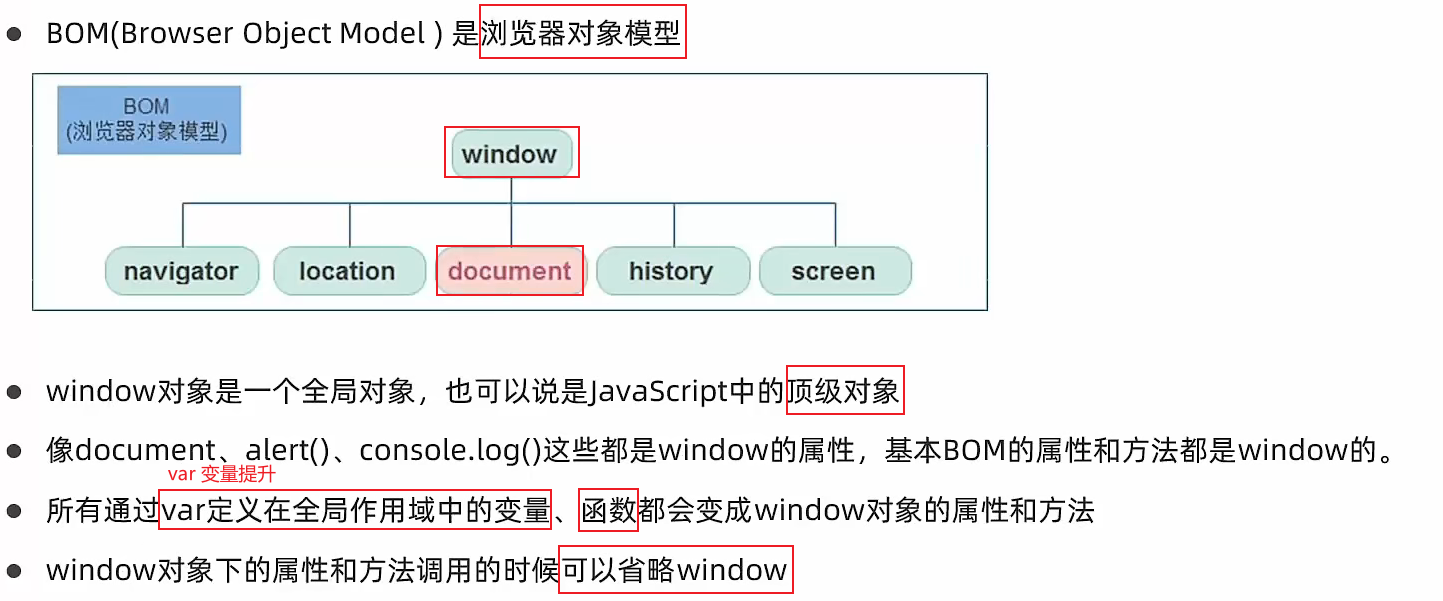 BOM(Browser Object Model ) 是浏览器对象模型
BOM
(浏览器对象模型)
window
navigator
location
document
history
screen
window对象是一个全局对象，也可以说是JavaScript中的顶级对象
像document、alert()、console.log()这些都是window的属性，基本BOM的属性和方法都是window的。
var 变量提升
所有通过var定义在全局作用域中的变量、函数都会变成window对象的属性和方法
window对象下的属性和方法调用的时候可以省略window